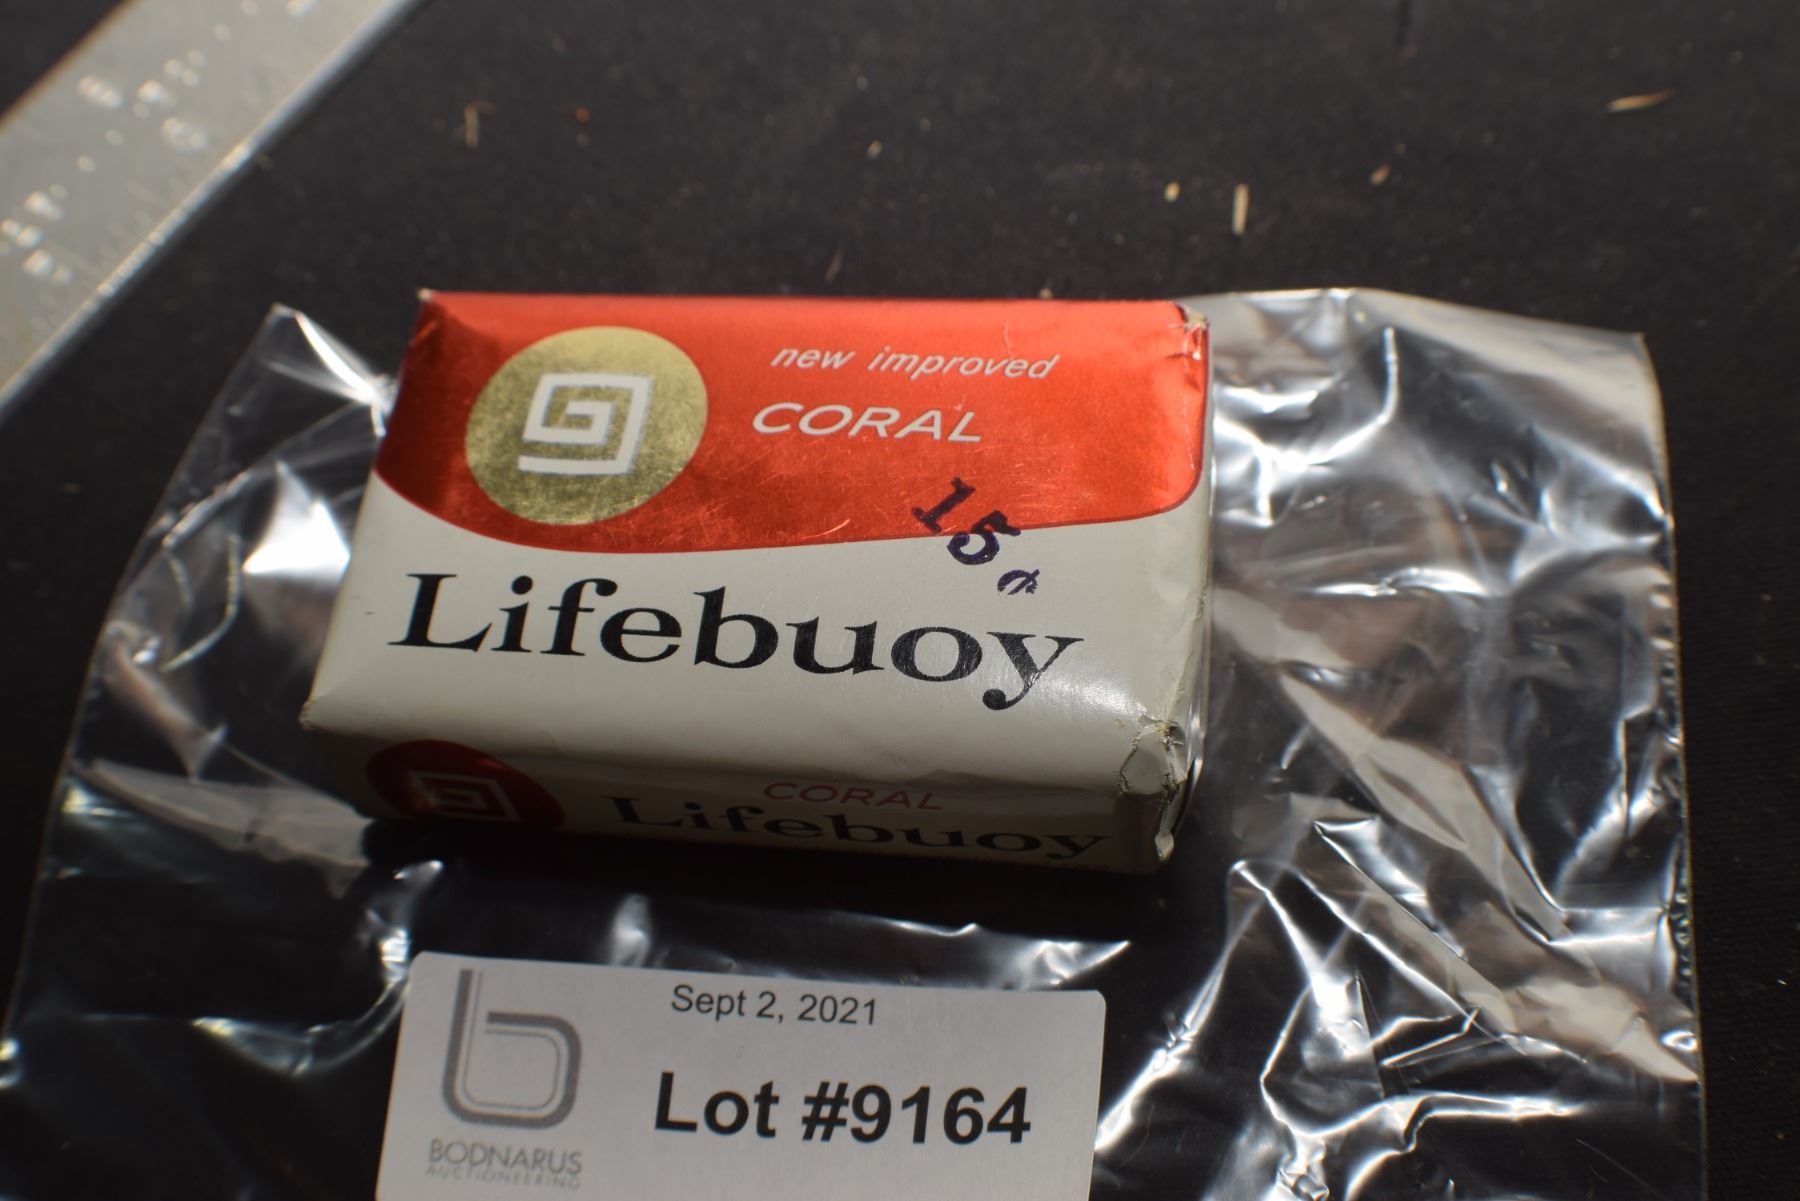 new improved
CORAL
15¢
Lifebuoy
CORAL
Lifebuoy
Sept 2, 2021
Lot #9164
BODNARUS
AUCTIONEERING